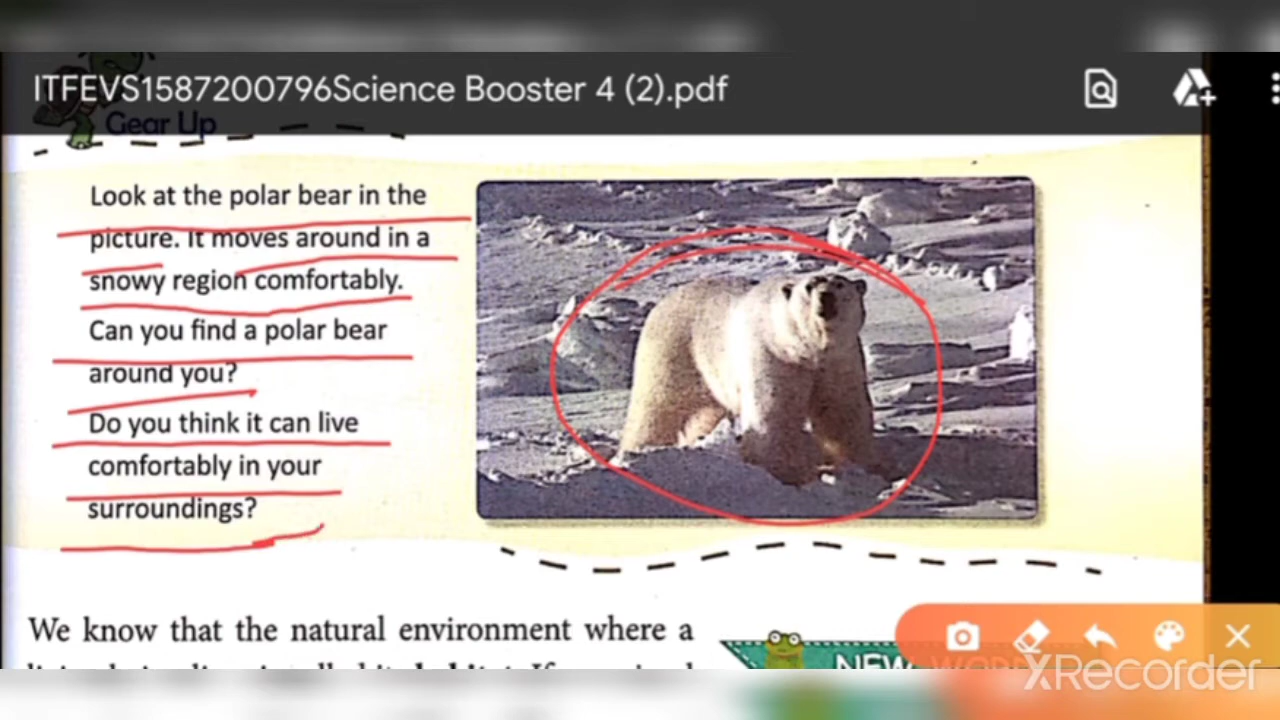 ITFEVS1587200796Science Booster 4 (2).pdf
Gear Up
Look at the polar bear in the
picture. It moves around in a
snowy region comfortably.
Can you find a polar bear
around you?
Do you think it can live
comfortably in your
surroundings?
We know that the natural environment where a
NEW
XRecorder